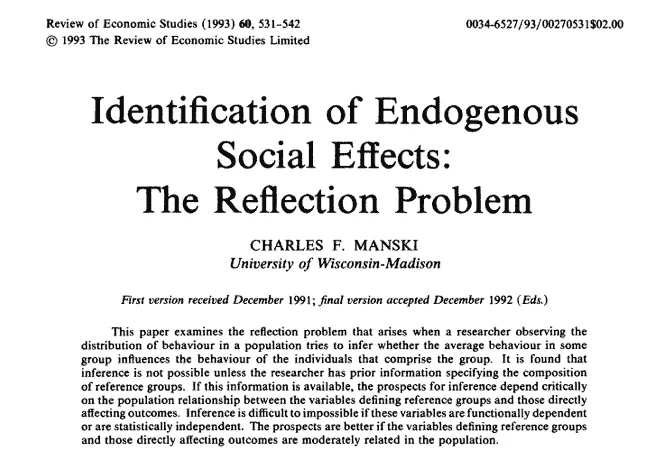 Review of Economic Studies (1993) 60, 531-542
0034-6527/93/00270531$02.00
© 1993 The Review of Economic Studies Limited
Identification of Endogenous
Social Effects:
The Reflection Problem
CHARLES F. MANSKI
University of Wisconsin-Madison
First version received December 1991; final version accepted December 1992 (Eds.)
This paper examines the reflection problem that arises when a researcher observing the
distribution of behaviour in a population tries to infer whether the average behaviour in some
group influences the behaviour of the individuals that comprise the group. It is found that
inference is not possible unless the researcher has prior information specifying the composition
of reference groups. If this information is available, the prospects for inference depend critically
on the population relationship between the variables defining reference groups and those directly
affecting outcomes. Inference is difficult to impossible if these variables are functionally dependent
or are statistically independent. The prospects are better if the variables defining reference groups
and those directly affecting outcomes are moderately related in the population.